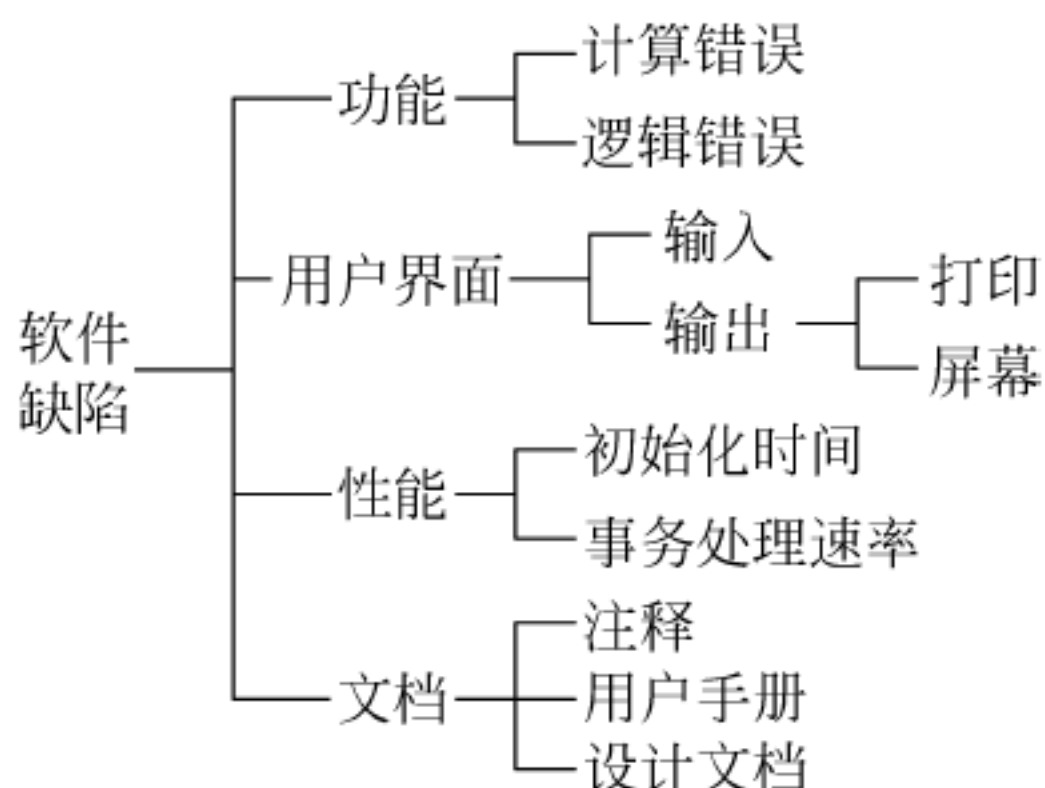 软件
缺陷
功能
计算错误
逻辑错误
用户界面
输入
输出
打印
屏幕
性能
初始化时间
事务处理速率
文档
注释
用户手册
设计文档